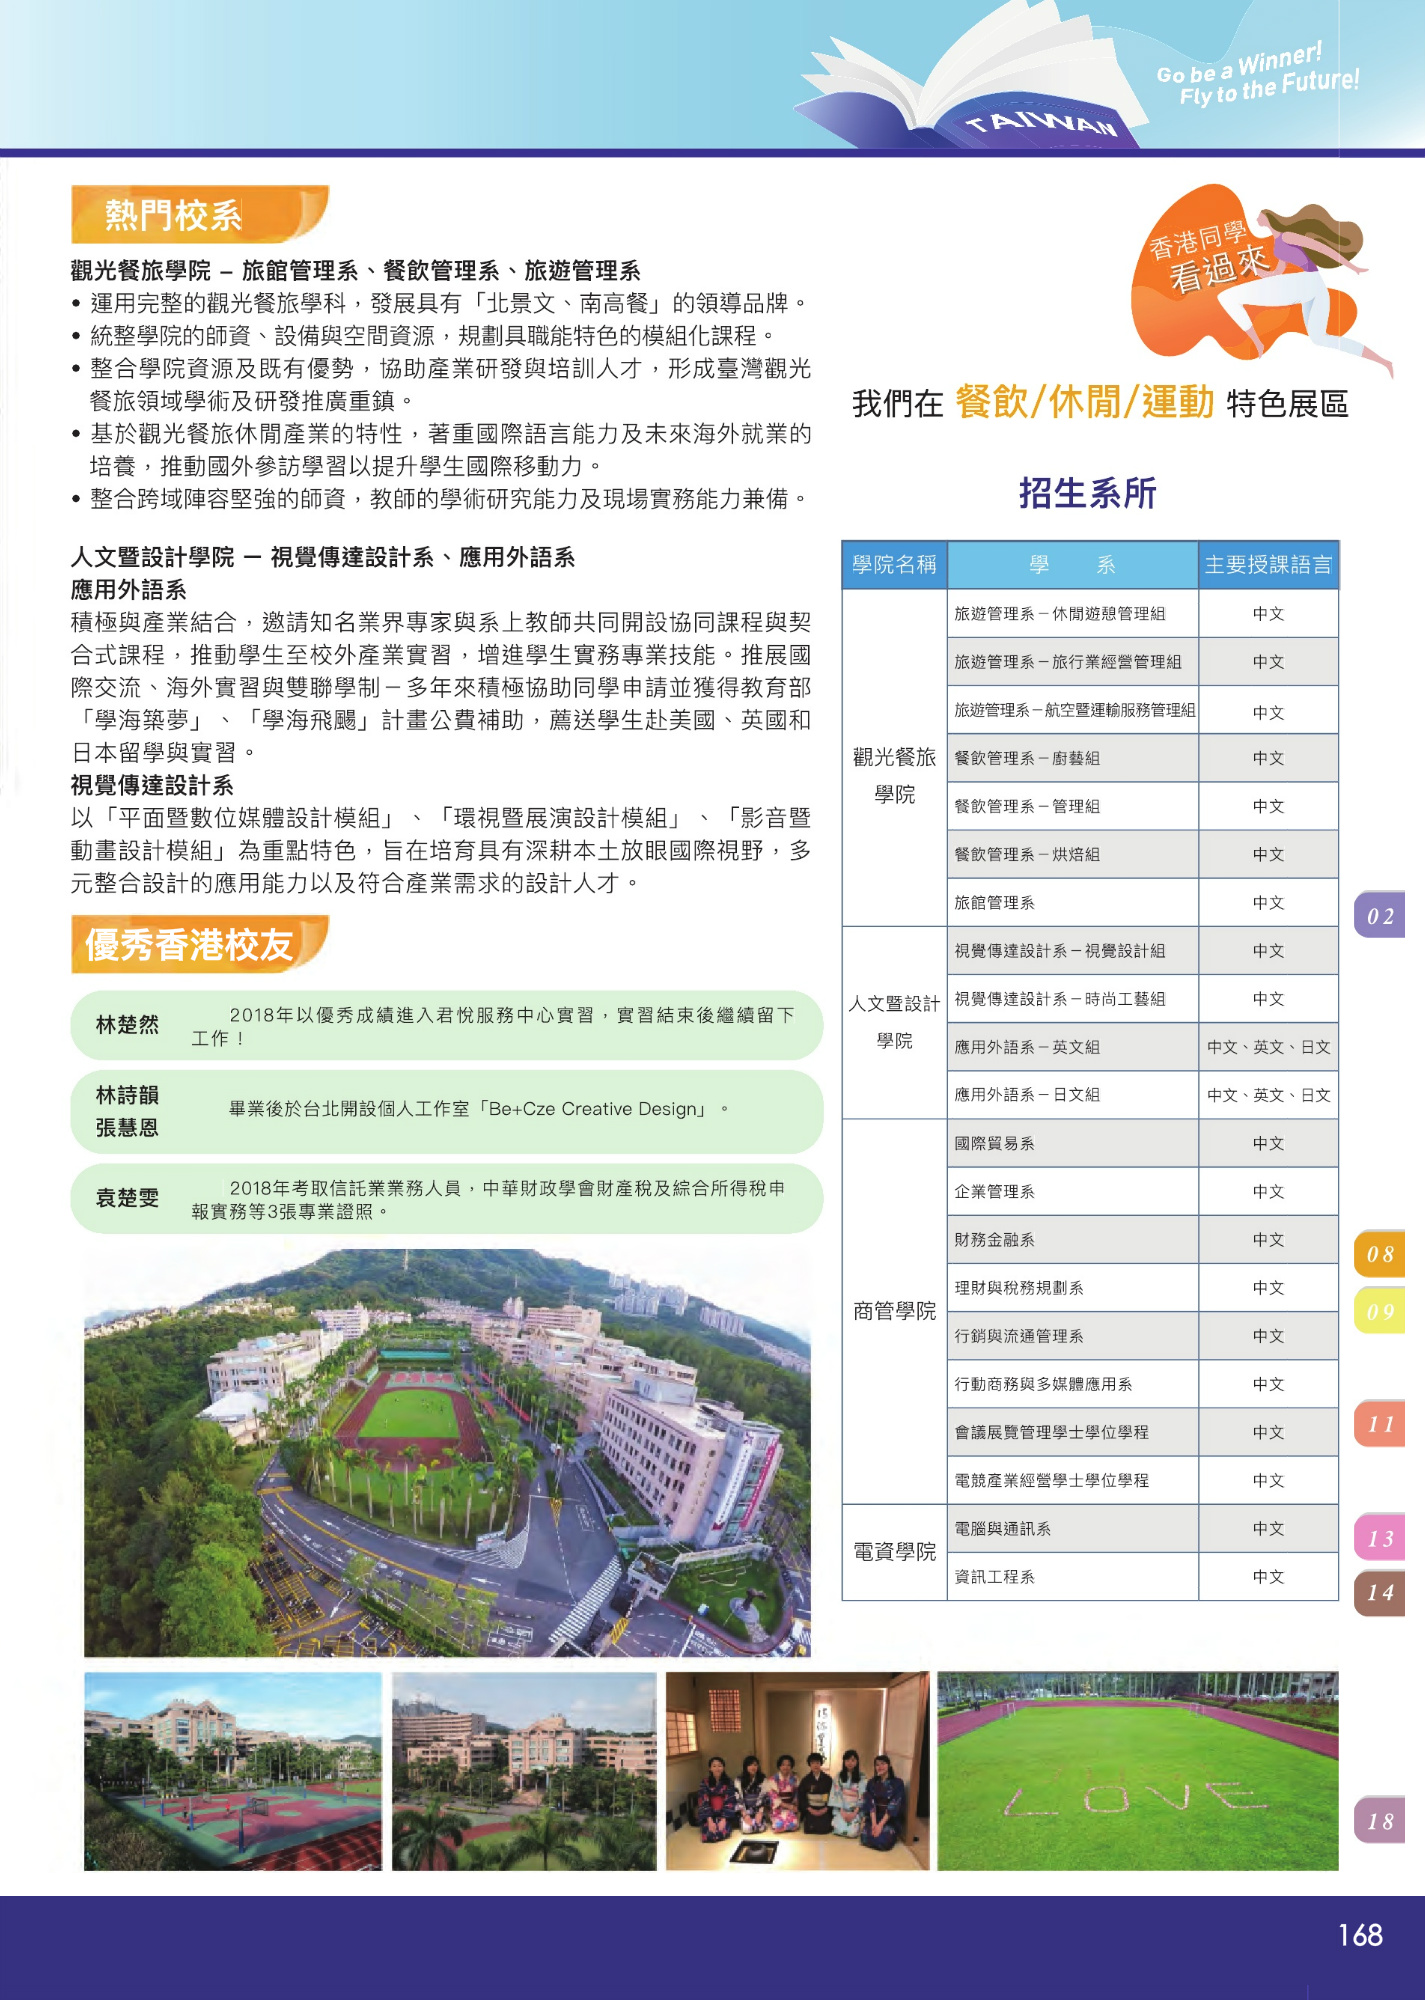 Go be a Winner!
Fly to the Future!
TAIWAN
熱門校系
觀光餐旅學院 – 旅館管理系、餐飲管理系、旅遊管理系
• 運用完整的觀光餐旅學科，發展具有「北景文、南高餐」的領導品牌。
• 統整學院的師資、設備與空間資源，規劃具職能特色的模組化課程。
• 整合學院資源及既有優勢，協助產業研發與培訓人才，形成臺灣觀光
餐旅領域學術及研發推廣重鎮。
• 基於觀光餐旅休閒產業的特性，著重國際語言能力及未來海外就業的
培養，推動國外參訪學習以提升學生國際移動力。
• 整合跨域陣容堅強的師資，教師的學術研究能力及現場實務能力兼備。
人文暨設計學院 — 視覺傳達設計系、應用外語系
應用外語系
積極與產業結合，邀請知名業界專家與系上教師共同開設協同課程與契
合式課程，推動學生至校外產業實習，增進學生實務專業技能。推展國
際交流、海外實習與雙聯學制－多年來積極協助同學申請並獲得教育部
「學海築夢」、「學海飛颺」計畫公費補助，薦送學生赴美國、英國和
日本留學與實習。
視覺傳達設計系
以「平面暨數位媒體設計模組」、「環視暨展演設計模組」、「影音暨
動畫設計模組」為重點特色，旨在培育具有深耕本土放眼國際視野，多
元整合設計的應用能力以及符合產業需求的設計人才。
優秀香港校友
林楚然 2018年以優秀成績進入君悅服務中心實習，實習結束後繼續留下
工作！
林詩韻
張慧恩
畢業後於台北開設個人工作室「Be+Cze Creative Design」。
袁楚雯 2018年考取信託業業務人員，中華財政學會財產稅及綜合所得稅申
報實務等3張專業證照。
香港同學
看過來
我們在 餐飲/休閒/運動 特色展區
招生系所
學院名稱 學 系 主要授課語言
觀光餐旅
學院
旅遊管理系－休閒遊憩管理組 中文
旅遊管理系－旅行業經營管理組 中文
旅遊管理系－航空暨運輸服務管理組 中文
餐飲管理系－廚藝組 中文
餐飲管理系－管理組 中文
餐飲管理系－烘焙組 中文
旅館管理系 中文
人文暨設計
學院
視覺傳達設計系－視覺設計組 中文
視覺傳達設計系－時尚工藝組 中文
應用外語系－英文組 中文、英文、日文
應用外語系－日文組 中文、英文、日文
商管學院
國際貿易系 中文
企業管理系 中文
財務金融系 中文
理財與稅務規劃系 中文
行銷與流通管理系 中文
行動商務與多媒體應用系 中文
會議展覽管理學士學位學程 中文
電競產業經營學士學位學程 中文
電資學院
電腦與通訊系 中文
資訊工程系 中文
02
08
09
11
13
14
18
LOVE
168